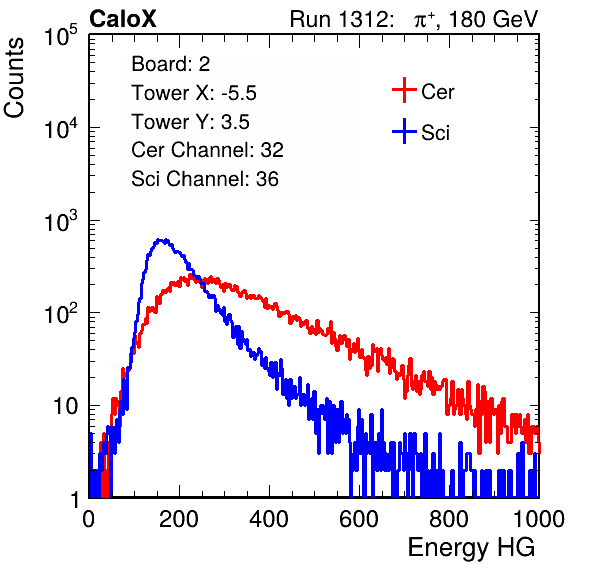 CaloX
Run 1312: π⁺, 180 GeV
Counts
Board: 2
Tower X: -5.5
Tower Y: 3.5
Cer Channel: 32
Sci Channel: 36
Cer
Sci
10⁵
10⁴
10³
10²
10
1
0 200 400 600 800 1000
Energy HG